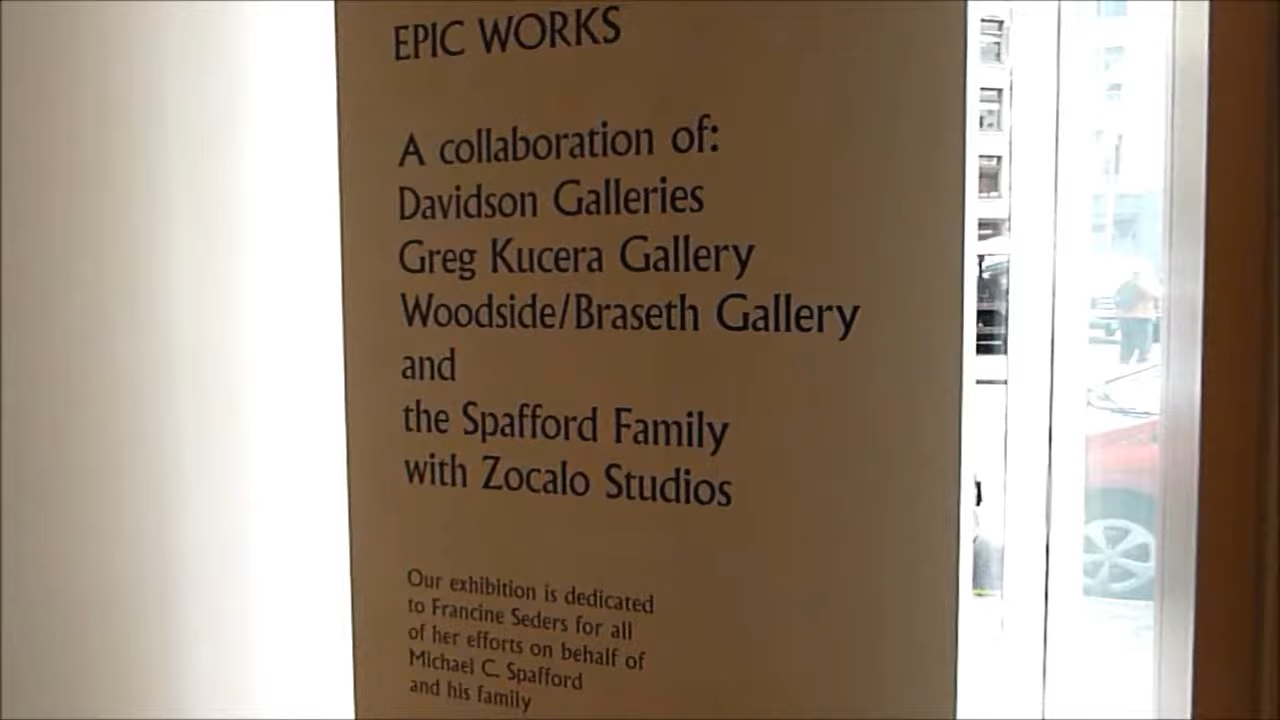 EPIC WORKS
A collaboration of:
Davidson Galleries
Greg Kucera Gallery
Woodside/Braseth Gallery
and
the Spafford Family
with Zocalo Studios
Our exhibition is dedicated
to Francine Seders for all
of her efforts on behalf of
Michael C. Spafford
and his family